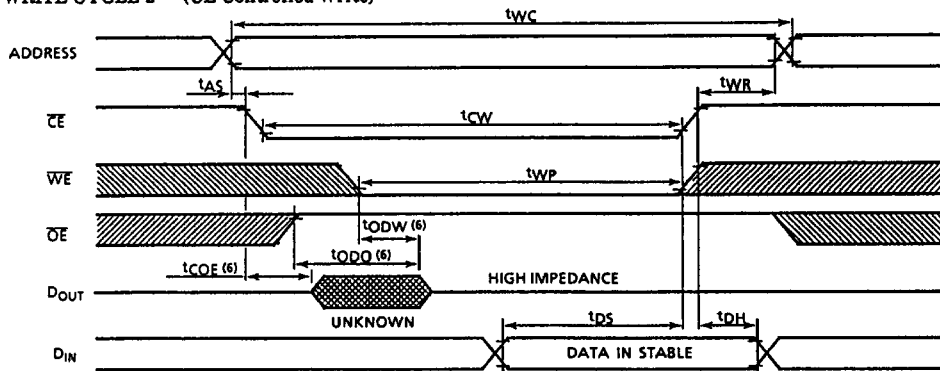 tWC
ADDRESS
tAS
tWR
CE
tCW
WE
tWP
OE
tODW (6)
tODO (6)
tCOE (6)
DOUT
HIGH IMPEDANCE
UNKNOWN
tDS
tDH
DIN
DATA IN STABLE